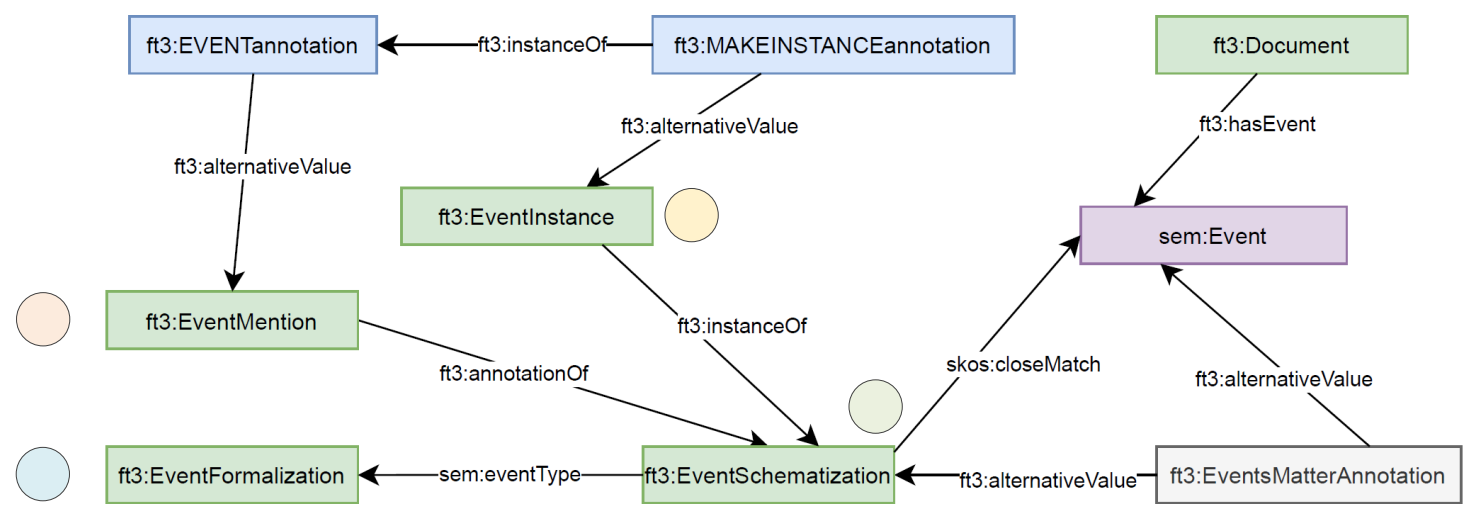 ft3:EVENTannotation
ft3:instanceOf
ft3:MAKEINSTANCEannotation
ft3:Document
ft3:alternativeValue
ft3:hasEvent
ft3:alternativeValue
ft3:EventInstance
sem:Event
ft3:EventMention
ft3:instanceOf
ft3:annotationOf
skos:closeMatch
ft3:alternativeValue
ft3:EventFormalization
sem:eventType
ft3:EventSchematization
ft3:alternativeValue
ft3:EventsMatterAnnotation